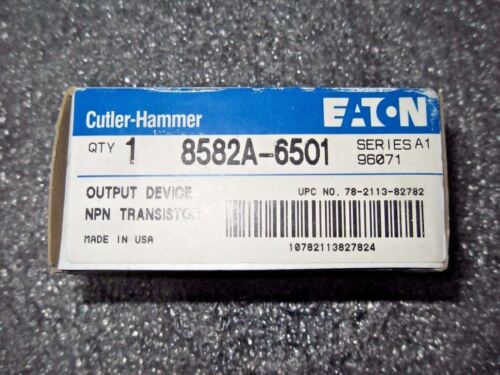 Cutler-Hammer EATON
QTY 1 8582A-6501 SERIES A1
96071
OUTPUT DEVICE UPC NO. 78-2113-82782
NPN TRANSISTOR
MADE IN USA
10782113827824